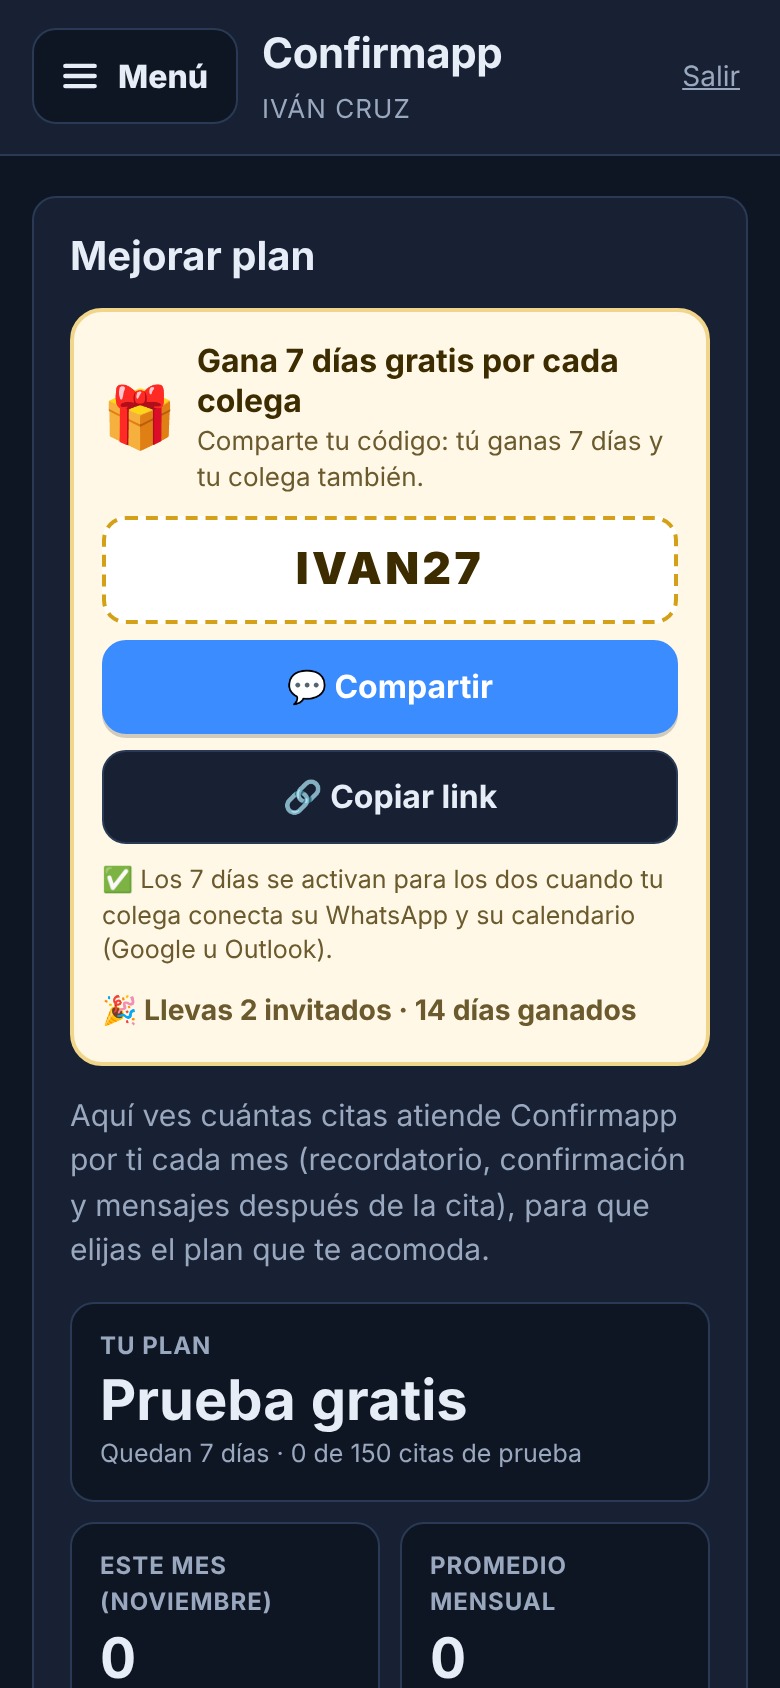 Menú
Confirmapp
IVÁN CRUZ
Salir
Mejorar plan
Gana 7 días gratis por cada
colega
Comparte tu código: tú ganas 7 días y
tu colega también.
IVAN27
Compartir
Copiar link
Los 7 días se activan para los dos cuando tu
colega conecta su WhatsApp y su calendario
(Google u Outlook).
Llevas 2 invitados · 14 días ganados
Aquí ves cuántas citas atiende Confirmapp
por ti cada mes (recordatorio, confirmación
y mensajes después de la cita), para que
elijas el plan que te acomoda.
TU PLAN
Prueba gratis
Quedan 7 días · 0 de 150 citas de prueba
ESTE MES
(NOVIEMBRE)
0
PROMEDIO
MENSUAL
0